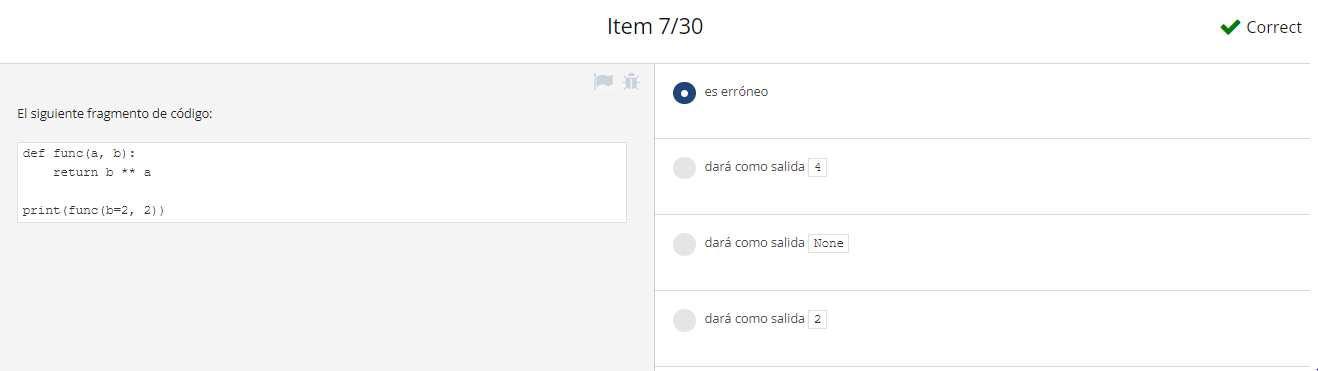 Item 7/30
Correct
El siguiente fragmento de código:
def func(a, b):
    return b ** a
print(func(b=2, 2))
es erróneo
dará como salida 4
dará como salida None
dará como salida 2